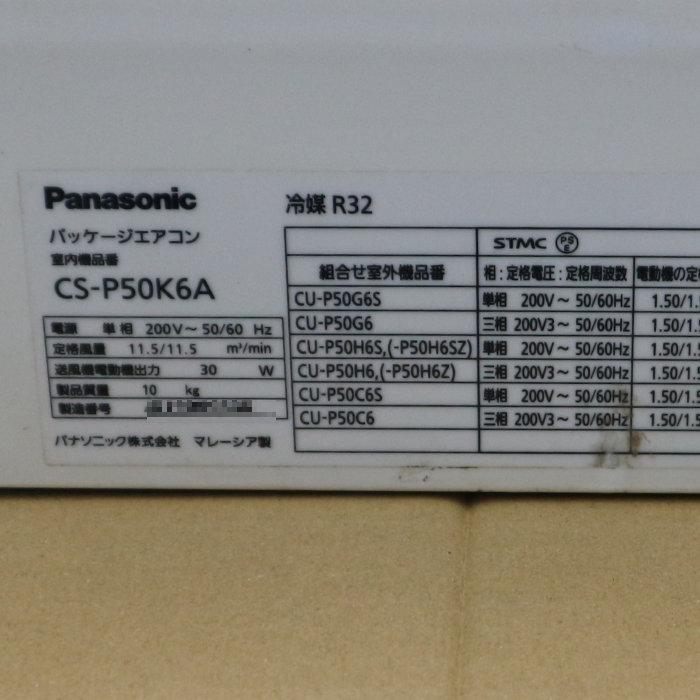 Panasonic
パッケージエアコン
室内機品番
CS-P50K6A
電源 単相 200V～50/60 Hz
定格風量 11.5/11.5 m³/min
送風機電動機出力 30 W
製品質量 10 kg
製造番号
パナソニック株式会社 マレーシア製
冷媒 R32
STMC PSE
組合せ室外機品番 相:定格電圧:定格周波数 電動機の定
CU-P50G6S 単相 200V～ 50/60Hz 1.50/1.5
CU-P50G6 三相 200V3～ 50/60Hz 1.50/1.5
CU-P50H6S,(-P50H6SZ) 単相 200V～ 50/60Hz 1.50/1.5
CU-P50H6,(-P50H6Z) 三相 200V3～ 50/60Hz 1.50/1.5
CU-P50C6S 単相 200V～ 50/60Hz 1.50/1.5
CU-P50C6 三相 200V3～ 50/60Hz 1.50/1.5